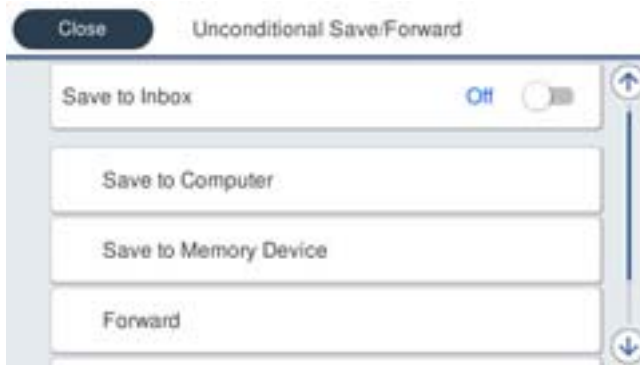 Close Unconditional Save/Forward
Save to Inbox Off
Save to Computer
Save to Memory Device
Forward